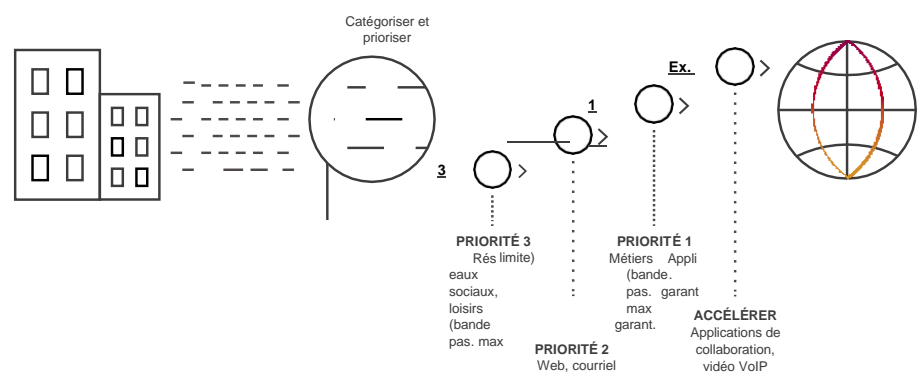 Catégoriser et
prioriser
Ex.
1
3
PRIORITÉ 3
Rés limite)
eaux
sociaux,
loisirs
(bande
pas. max
PRIORITÉ 2
Web, courriel
PRIORITÉ 1
Métiers Appli
(bande.
pas. garant
max
garant.
ACCÉLÉRER
Applications de
collaboration,
vidéo VoIP